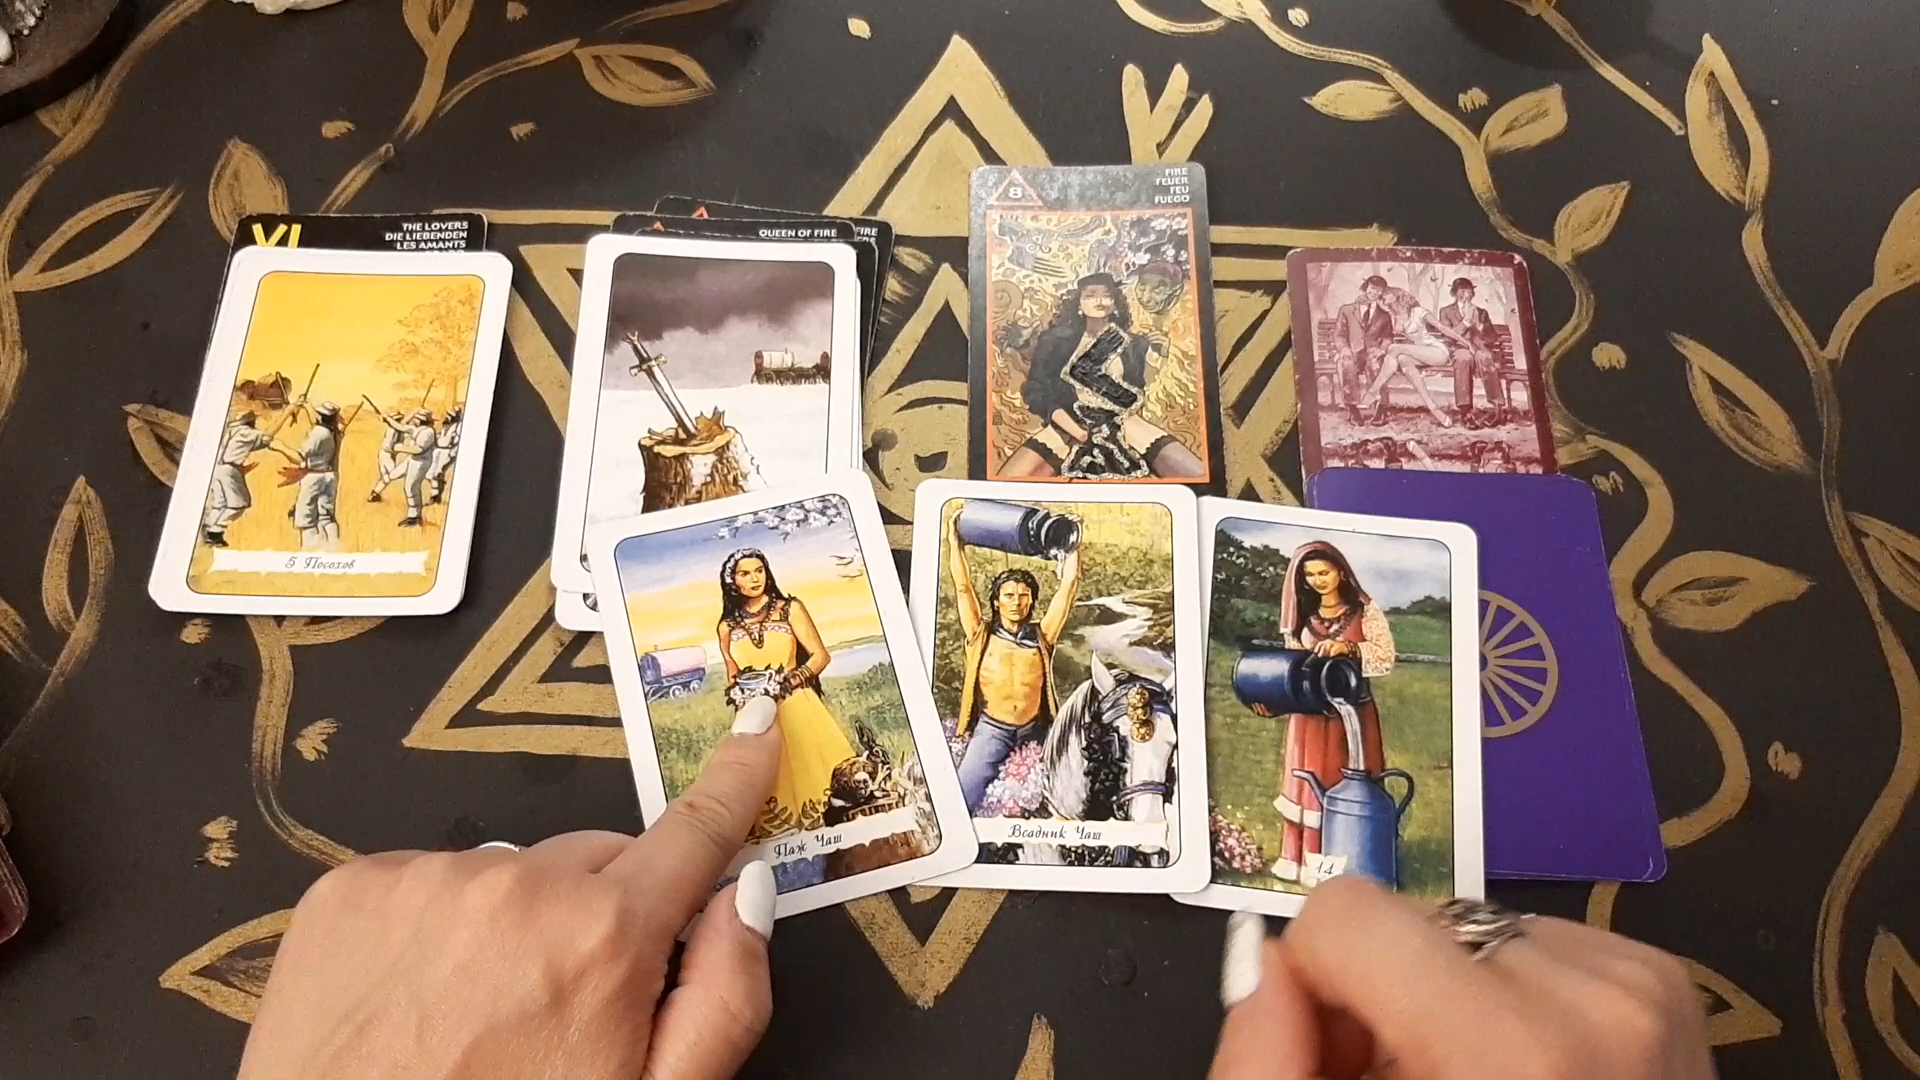 VI
THE LOVERS
DIE LIEBENDEN
LES AMANTS
QUEEN OF FIRE
FIRE
8
FIRE
FEUER
FEU
FUEGO
5 Посохов
Паж Чаш
Всадник Чаш
14